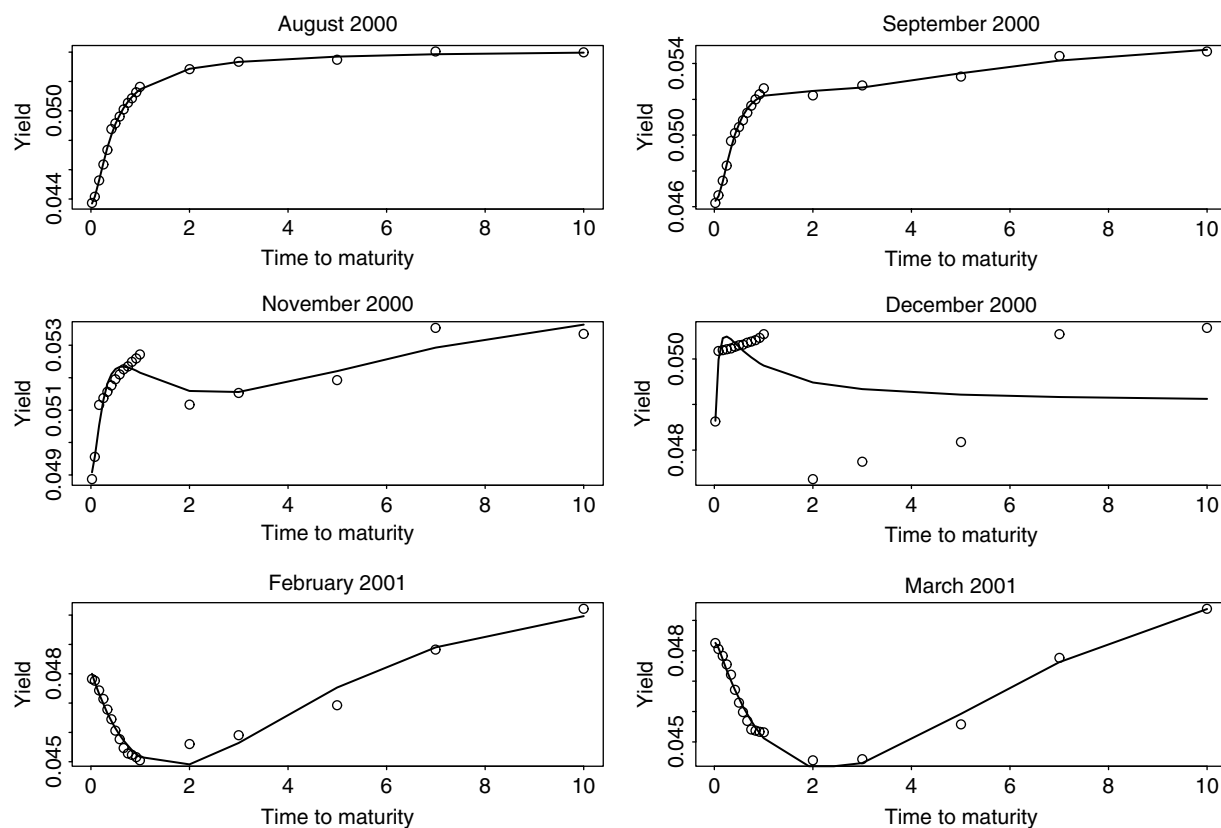 August 2000
Yield
0.050
0.044
0 2 4 6 8 10
Time to maturity
September 2000
Yield
0.054
0.050
0.046
0 2 4 6 8 10
Time to maturity
November 2000
Yield
0.053
0.051
0.049
0 2 4 6 8 10
Time to maturity
December 2000
Yield
0.050
0.048
0 2 4 6 8 10
Time to maturity
February 2001
Yield
0.048
0.045
0 2 4 6 8 10
Time to maturity
March 2001
Yield
0.048
0.045
0 2 4 6 8 10
Time to maturity